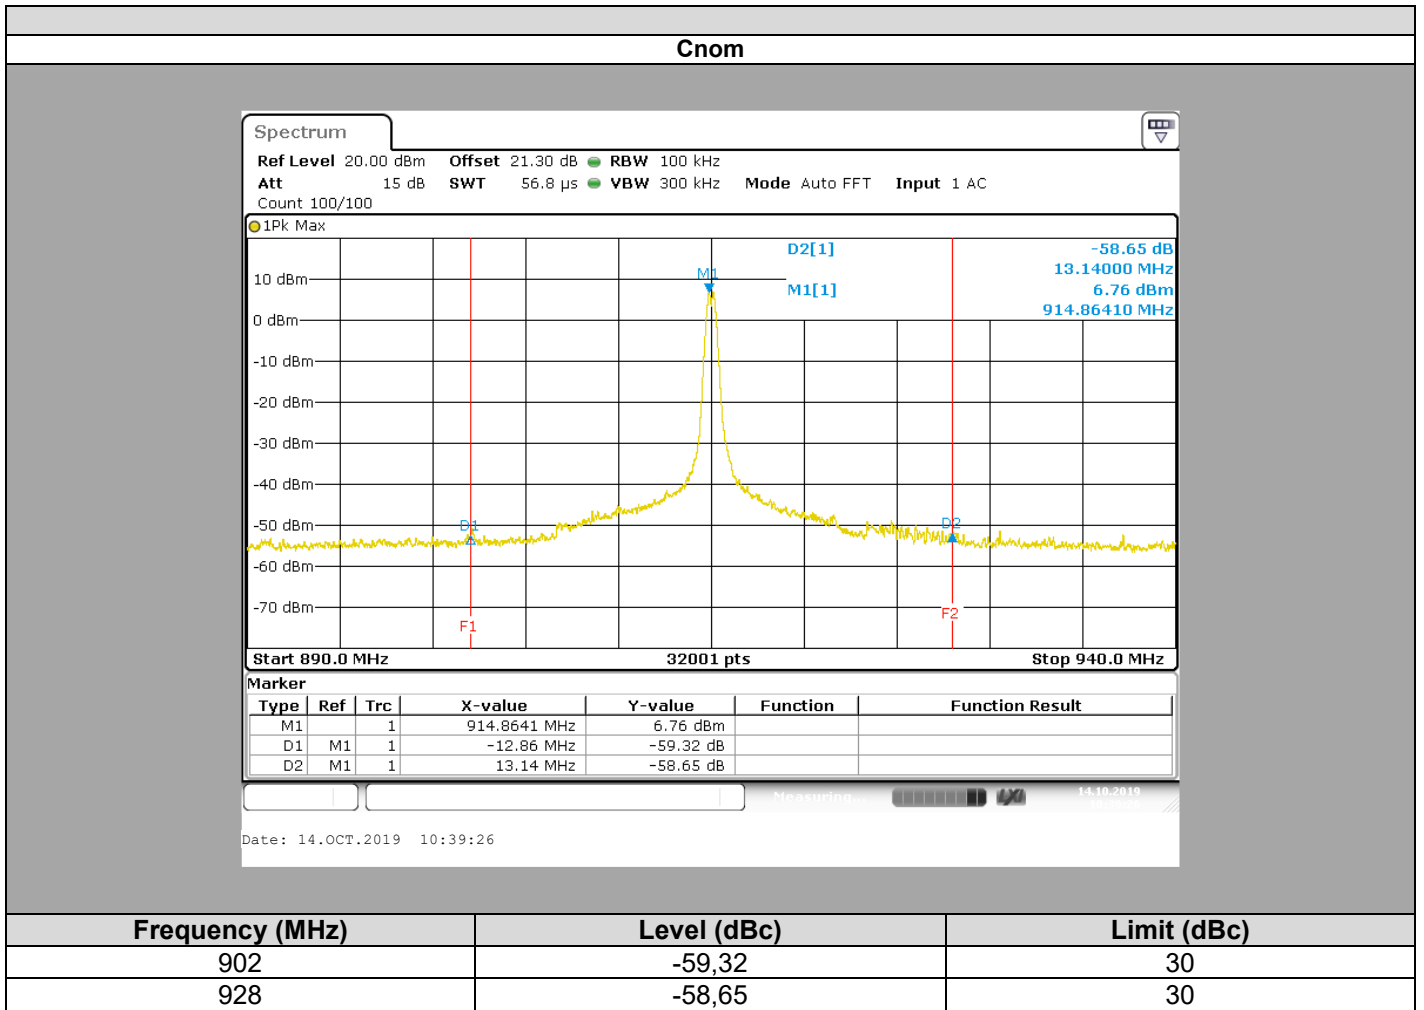 Cnom
Spectrum
Ref Level 20.00 dBm Offset 21.30 dB RBW 100 kHz
Att 15 dB SWT 56.8 µs VBW 300 kHz Mode Auto FFT Input 1 AC
Count 100/100
1Pk Max
D2[1] -58.65 dB
13.14000 MHz
M1[1] 6.76 dBm
914.86410 MHz
M1
10 dBm
0 dBm
-10 dBm
-20 dBm
-30 dBm
-40 dBm
-50 dBm
D1 D2
-60 dBm
-70 dBm
F1 F2
Start 890.0 MHz 32001 pts Stop 940.0 MHz
Marker
Type Ref Trc X-value Y-value Function Function Result
M1 1 914.8641 MHz 6.76 dBm
D1 M1 1 -12.86 MHz -59.32 dB
D2 M1 1 13.14 MHz -58.65 dB
Measuring... LXI 14.10.2019
Date: 14.OCT.2019 10:39:26
Frequency (MHz) Level (dBc) Limit (dBc)
902 -59,32 30
928 -58,65 30